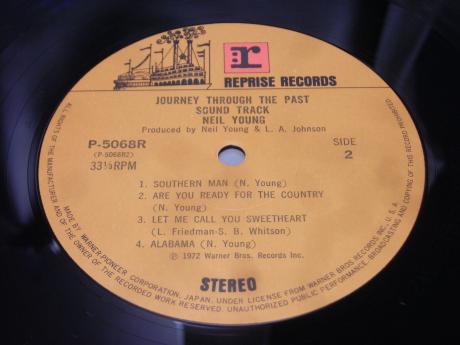 r
REPRISE RECORDS
JOURNEY THROUGH THE PAST
SOUND TRACK
NEIL YOUNG
Produced by Neil Young & L. A. Johnson
P-5068R
(P-5068R2)
33⅓RPM
SIDE
2
1. SOUTHERN MAN (N. Young)
2. ARE YOU READY FOR THE COUNTRY
(N. Young)
3. LET ME CALL YOU SWEETHEART
(L. Friedman-S. B. Whitson)
4. ALABAMA (N. Young)
℗ 1972 Warner Bros. Records Inc.
STEREO
MADE BY WARNER-PIONEER CORPORATION, JAPAN, UNDER LICENSE FROM WARNER BROS RECORDS INC., U.S.A.
ALL RIGHTS OF THE MANUFACTURER AND OF THE OWNER OF THE RECORDED WORK RESERVED. UNAUTHORIZED PUBLIC PERFORMANCE, BROADCASTING AND COPYING OF THIS RECORD PROHIBITED.